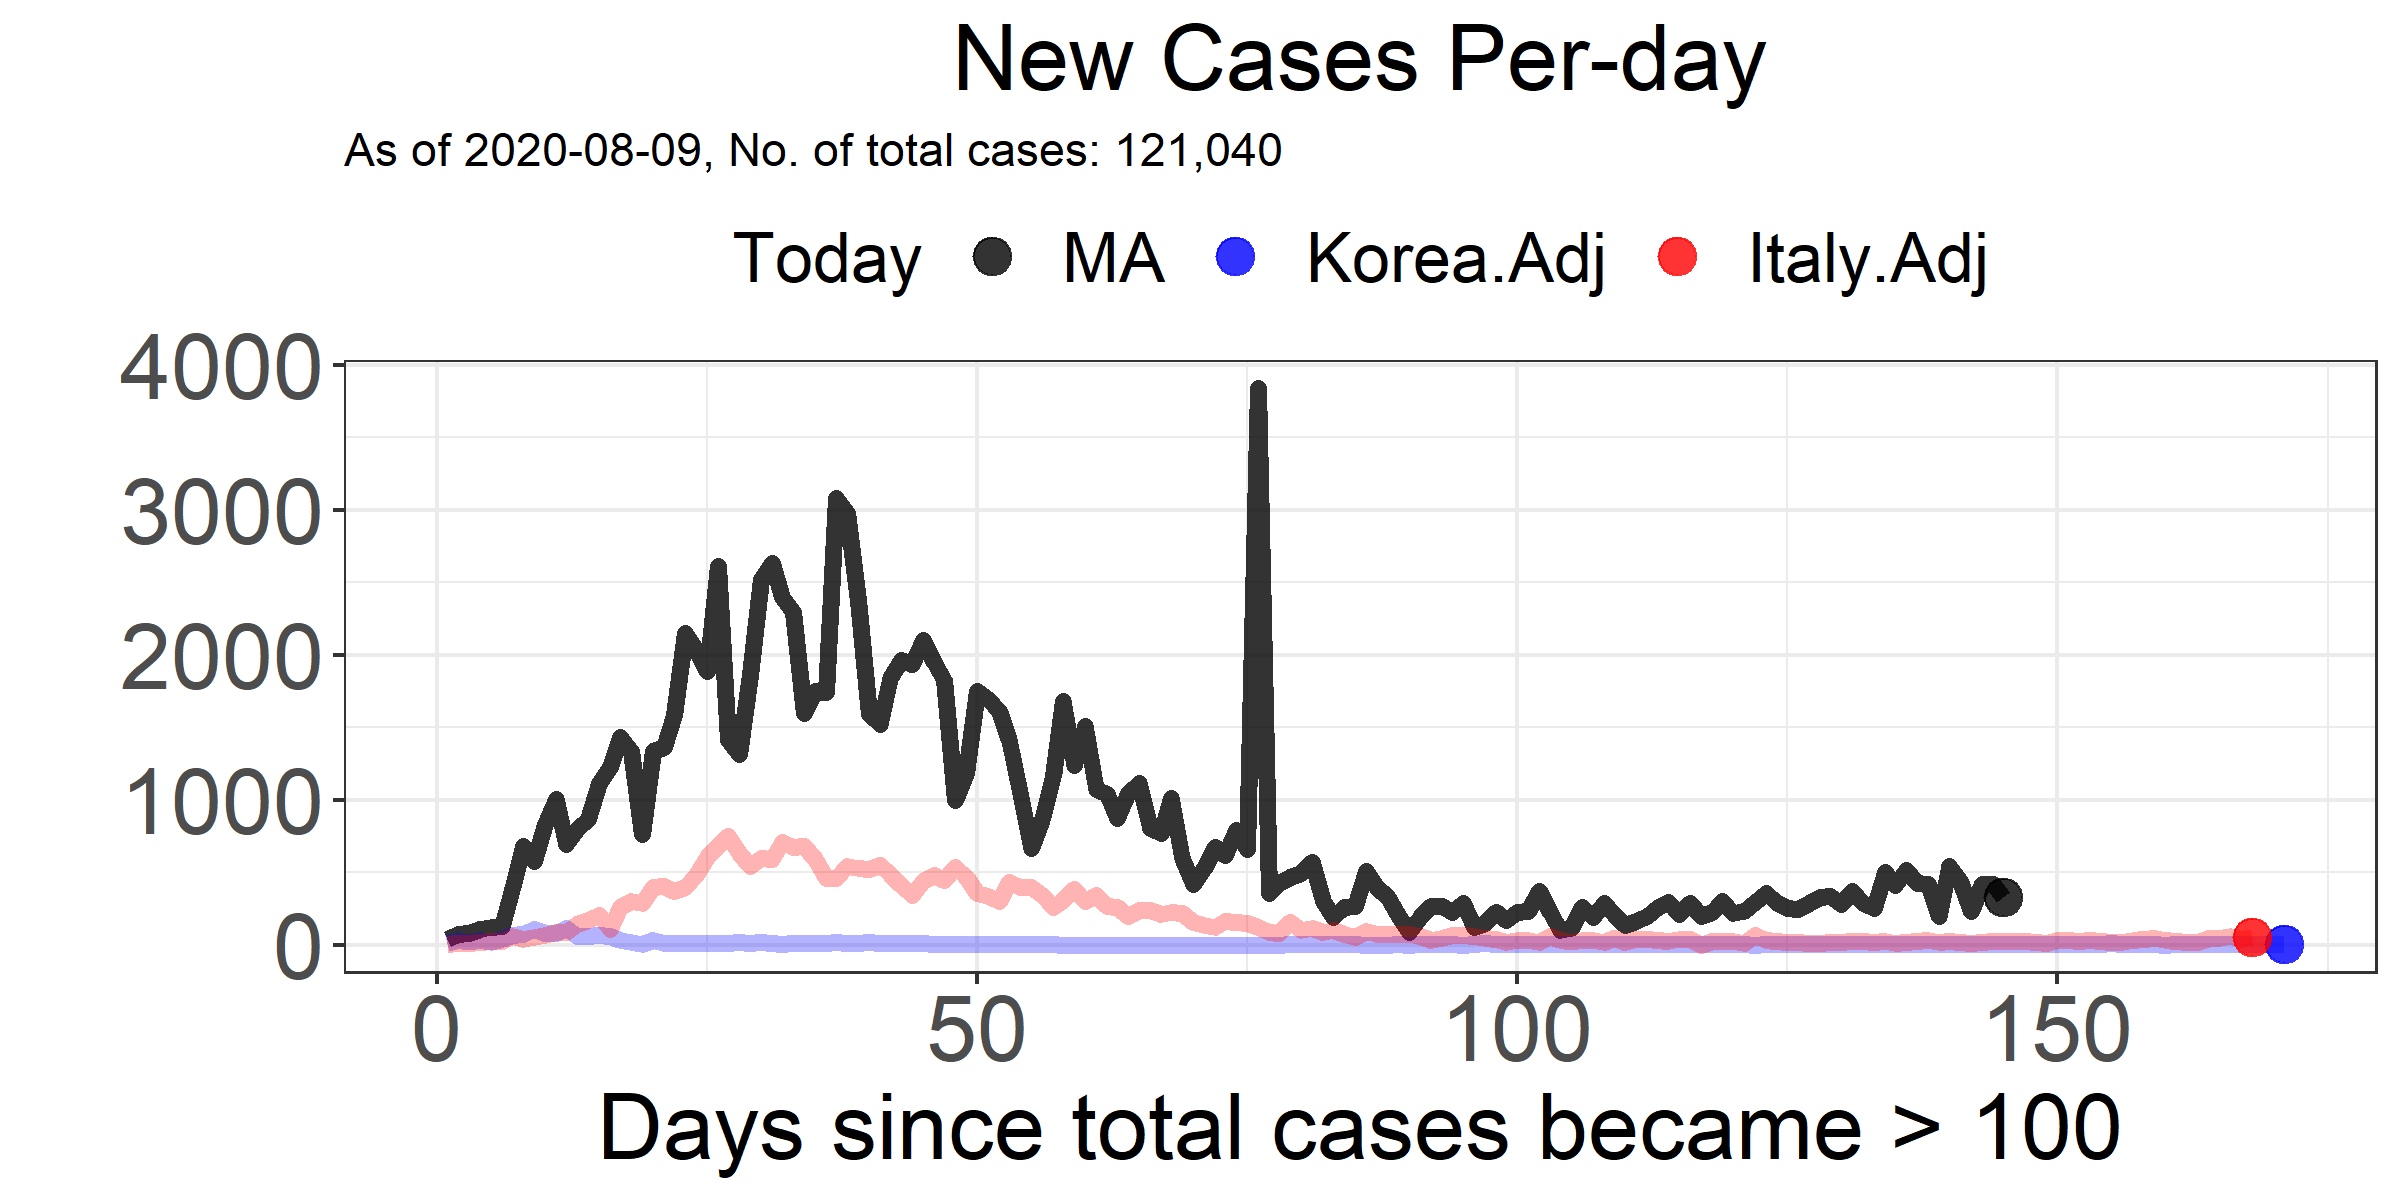 New Cases Per-day
As of 2020-08-09, No. of total cases: 121,040
Today MA Korea.Adj Italy.Adj
4000
3000
2000
1000
0
0 50 100 150
Days since total cases became > 100